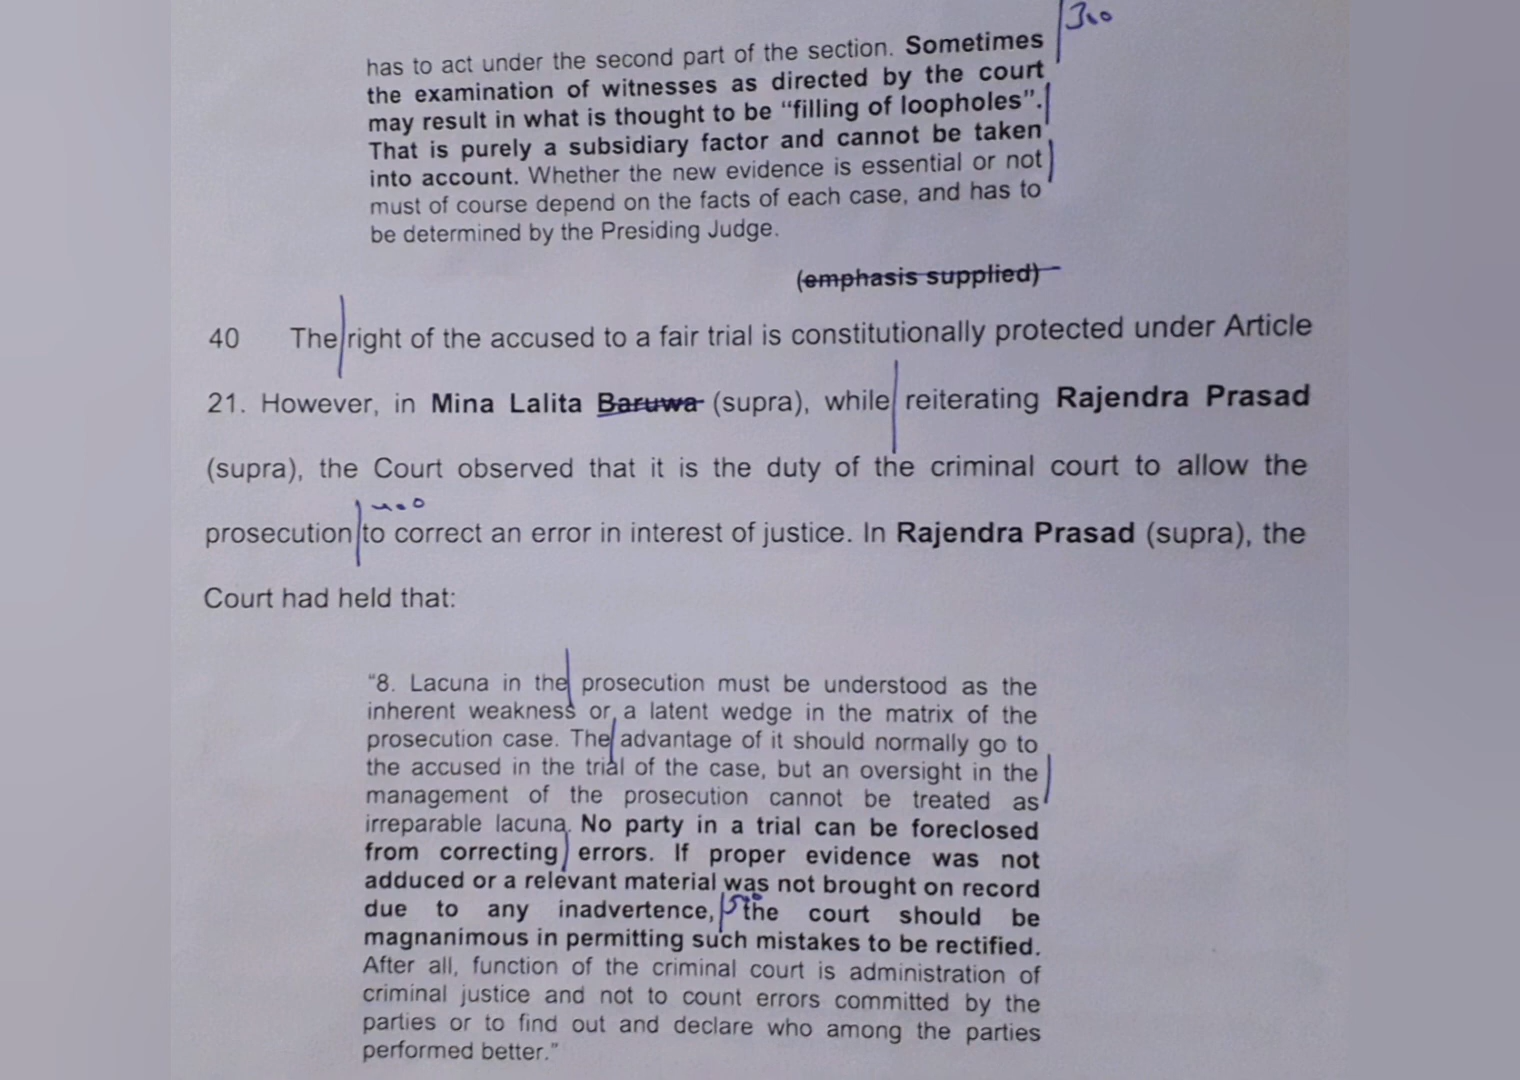 300
has to act under the second part of the section. Sometimes
the examination of witnesses as directed by the court
may result in what is thought to be “filling of loopholes”.
That is purely a subsidiary factor and cannot be taken
into account. Whether the new evidence is essential or not
must of course depend on the facts of each case, and has to
be determined by the Presiding Judge.
(emphasis supplied)
40 The right of the accused to a fair trial is constitutionally protected under Article
21. However, in Mina Lalita Baruwa (supra), while reiterating Rajendra Prasad
(supra), the Court observed that it is the duty of the criminal court to allow the
400
prosecution to correct an error in interest of justice. In Rajendra Prasad (supra), the
Court had held that:
“8. Lacuna in the prosecution must be understood as the
inherent weakness or a latent wedge in the matrix of the
prosecution case. The advantage of it should normally go to
the accused in the trial of the case, but an oversight in the
management of the prosecution cannot be treated as
irreparable lacuna. No party in a trial can be foreclosed
from correcting errors. If proper evidence was not
adduced or a relevant material was not brought on record
due to any inadvertence, the court should be
magnanimous in permitting such mistakes to be rectified.
After all, function of the criminal court is administration of
criminal justice and not to count errors committed by the
parties or to find out and declare who among the parties
performed better.”